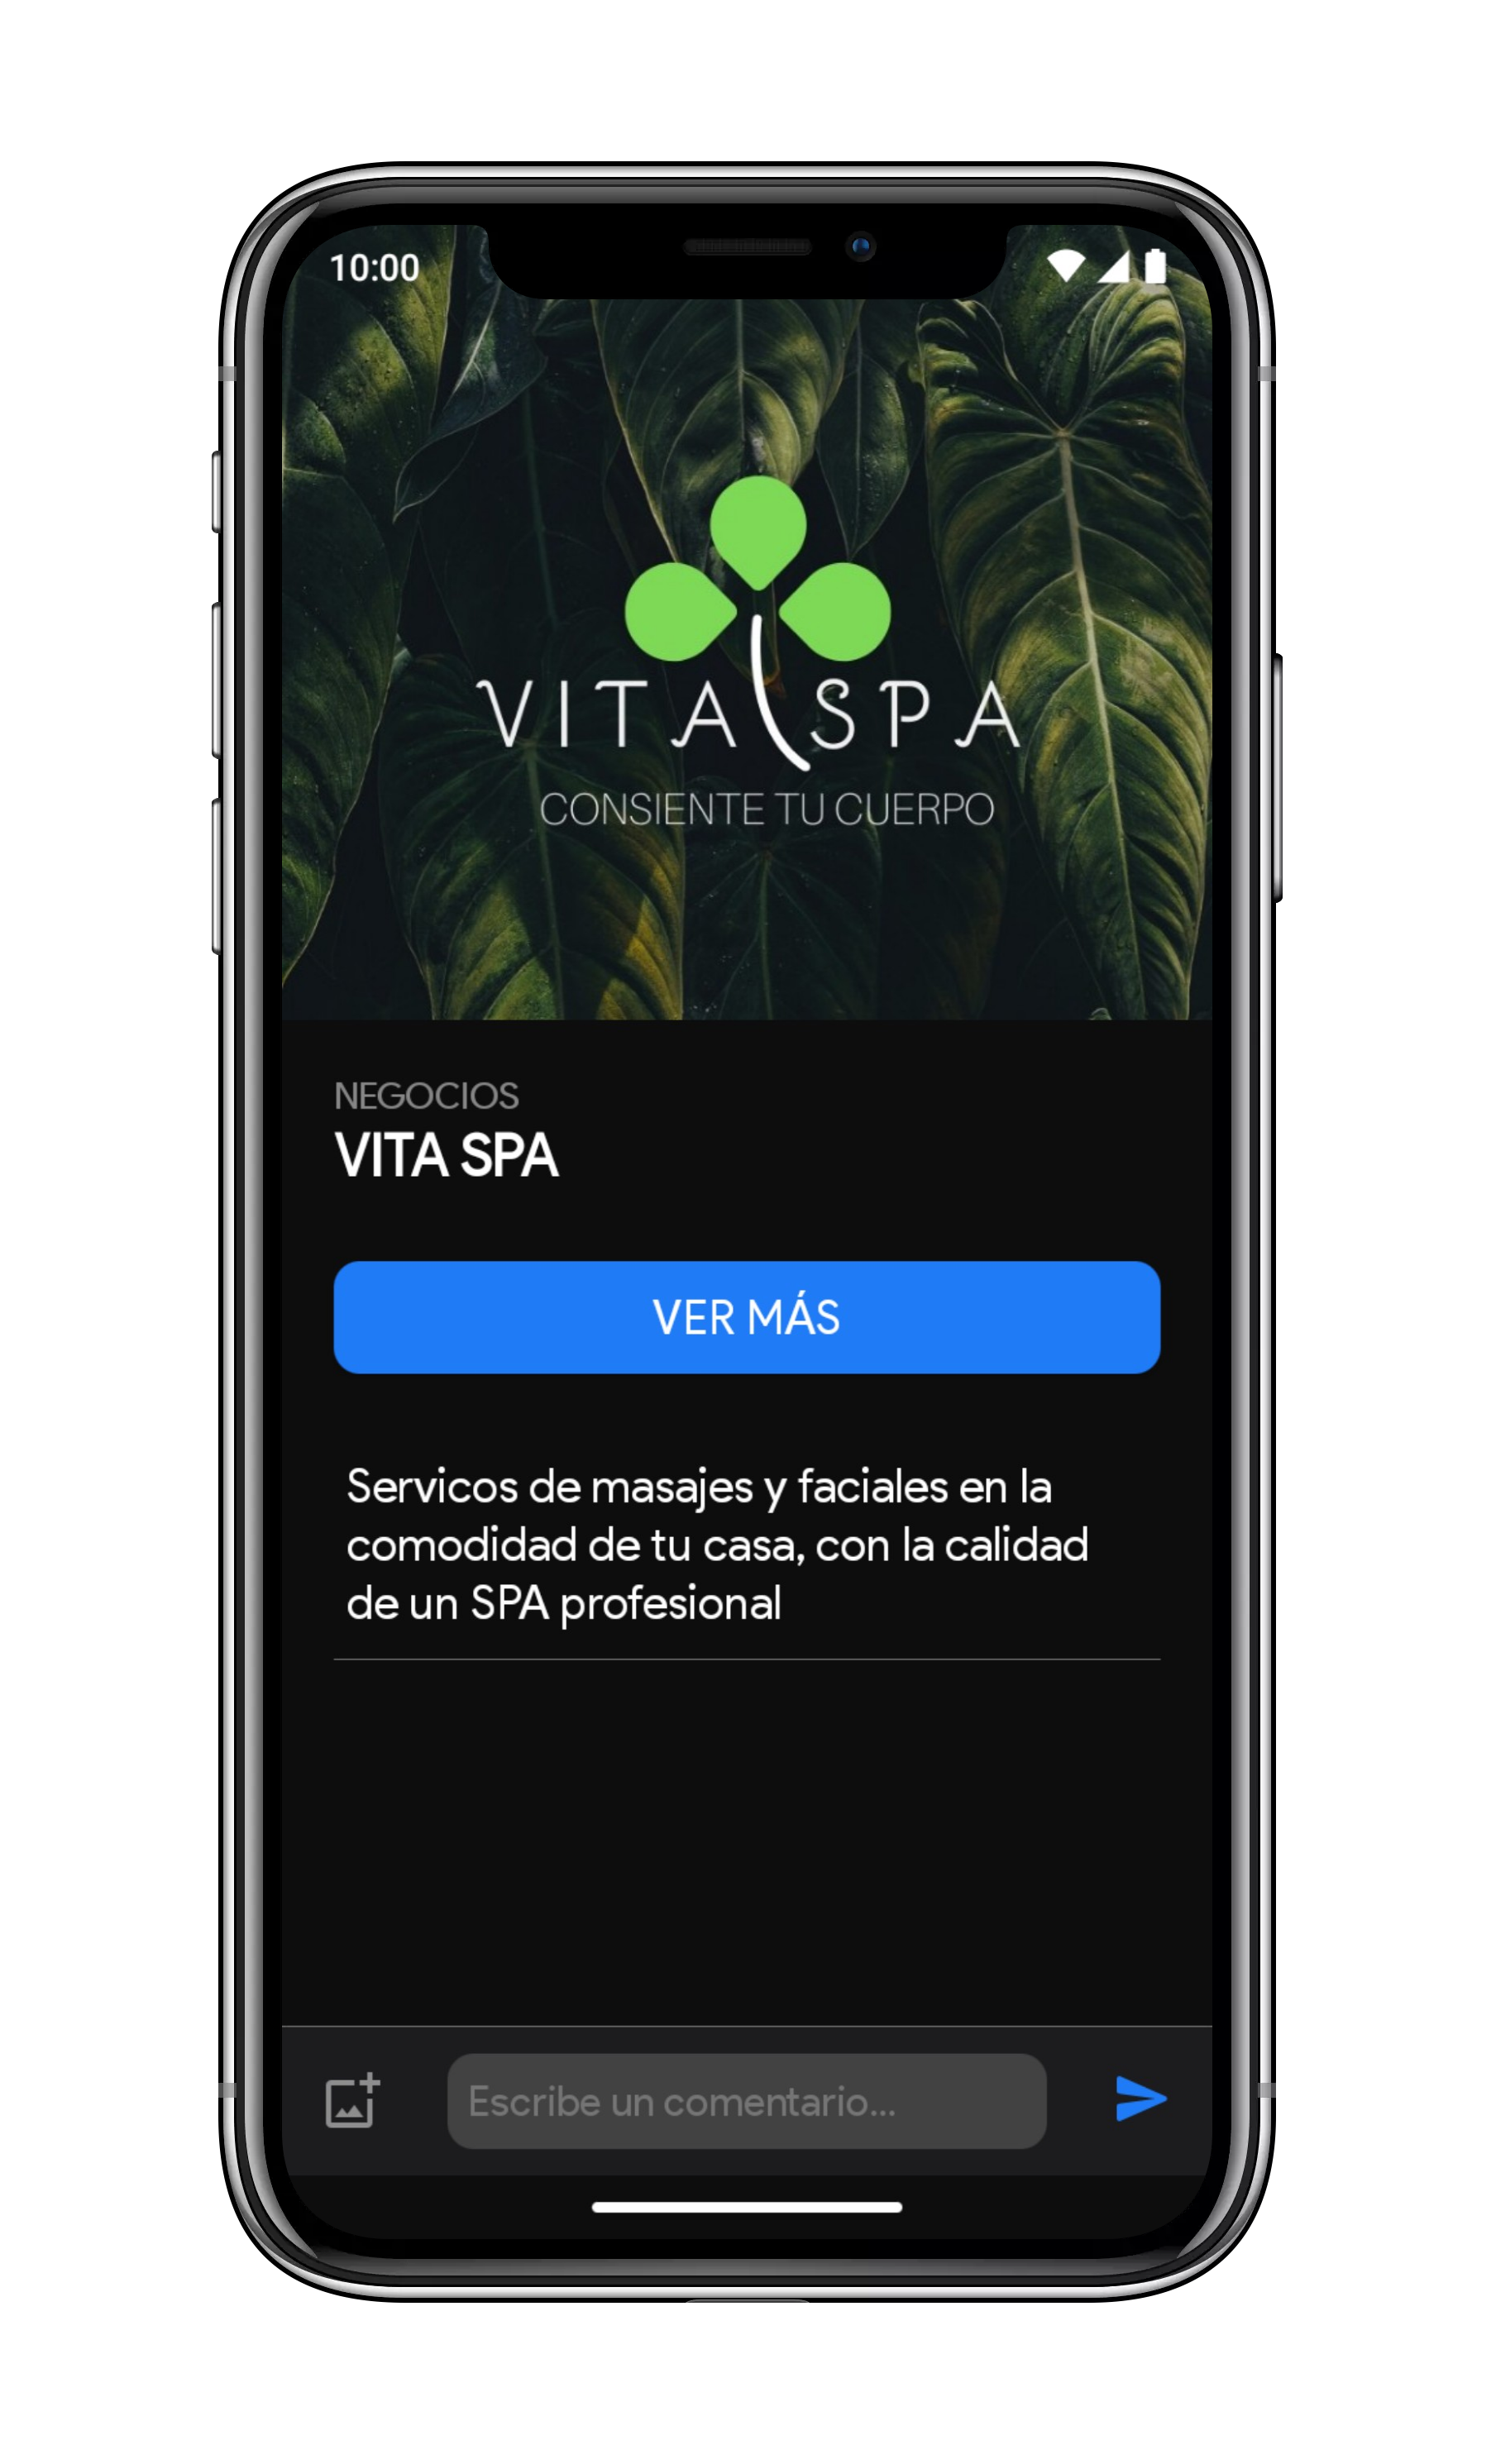 10:00
VITA SPA
CONSIENTE TU CUERPO
NEGOCIOS
VITA SPA
VER MÁS
Servicos de masajes y faciales en la
comodidad de tu casa, con la calidad
de un SPA profesional
Escribe un comentario...